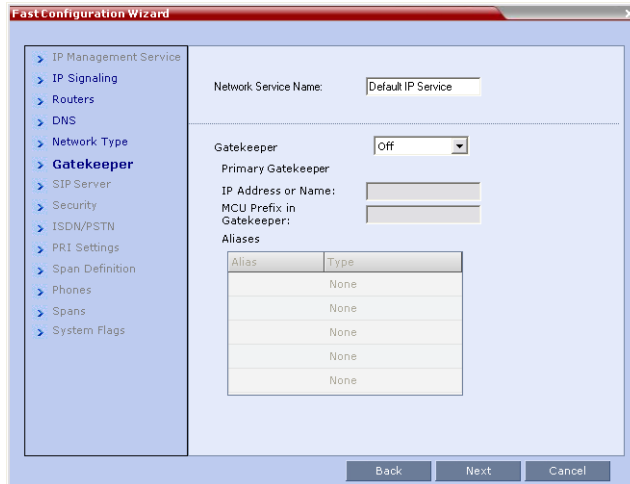 Fast Configuration Wizard
IP Management Service
IP Signaling
Routers
DNS
Network Type
Gatekeeper
SIP Server
Security
ISDN/PSTN
PRI Settings
Span Definition
Phones
Spans
System Flags
Network Service Name: Default IP Service
Gatekeeper Off
Primary Gatekeeper
IP Address or Name:
MCU Prefix in
Gatekeeper:
Aliases
Alias Type
None
None
None
None
None
Back Next Cancel